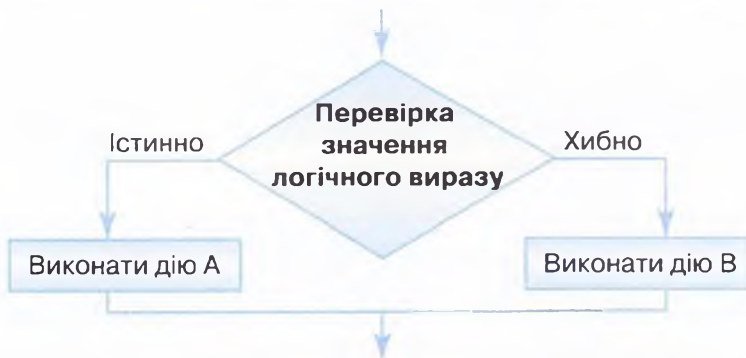 Перевірка
значення
логічного виразу
Істинно
Хибно
Виконати дію А
Виконати дію В